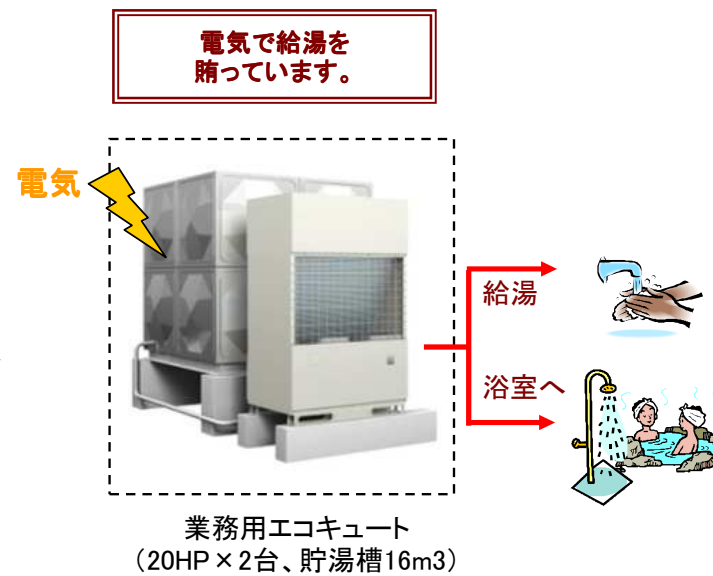 電気で給湯を
賄っています。
電気
給湯
浴室へ
業務用エコキュート
（20HP×2台、貯湯槽16m3）